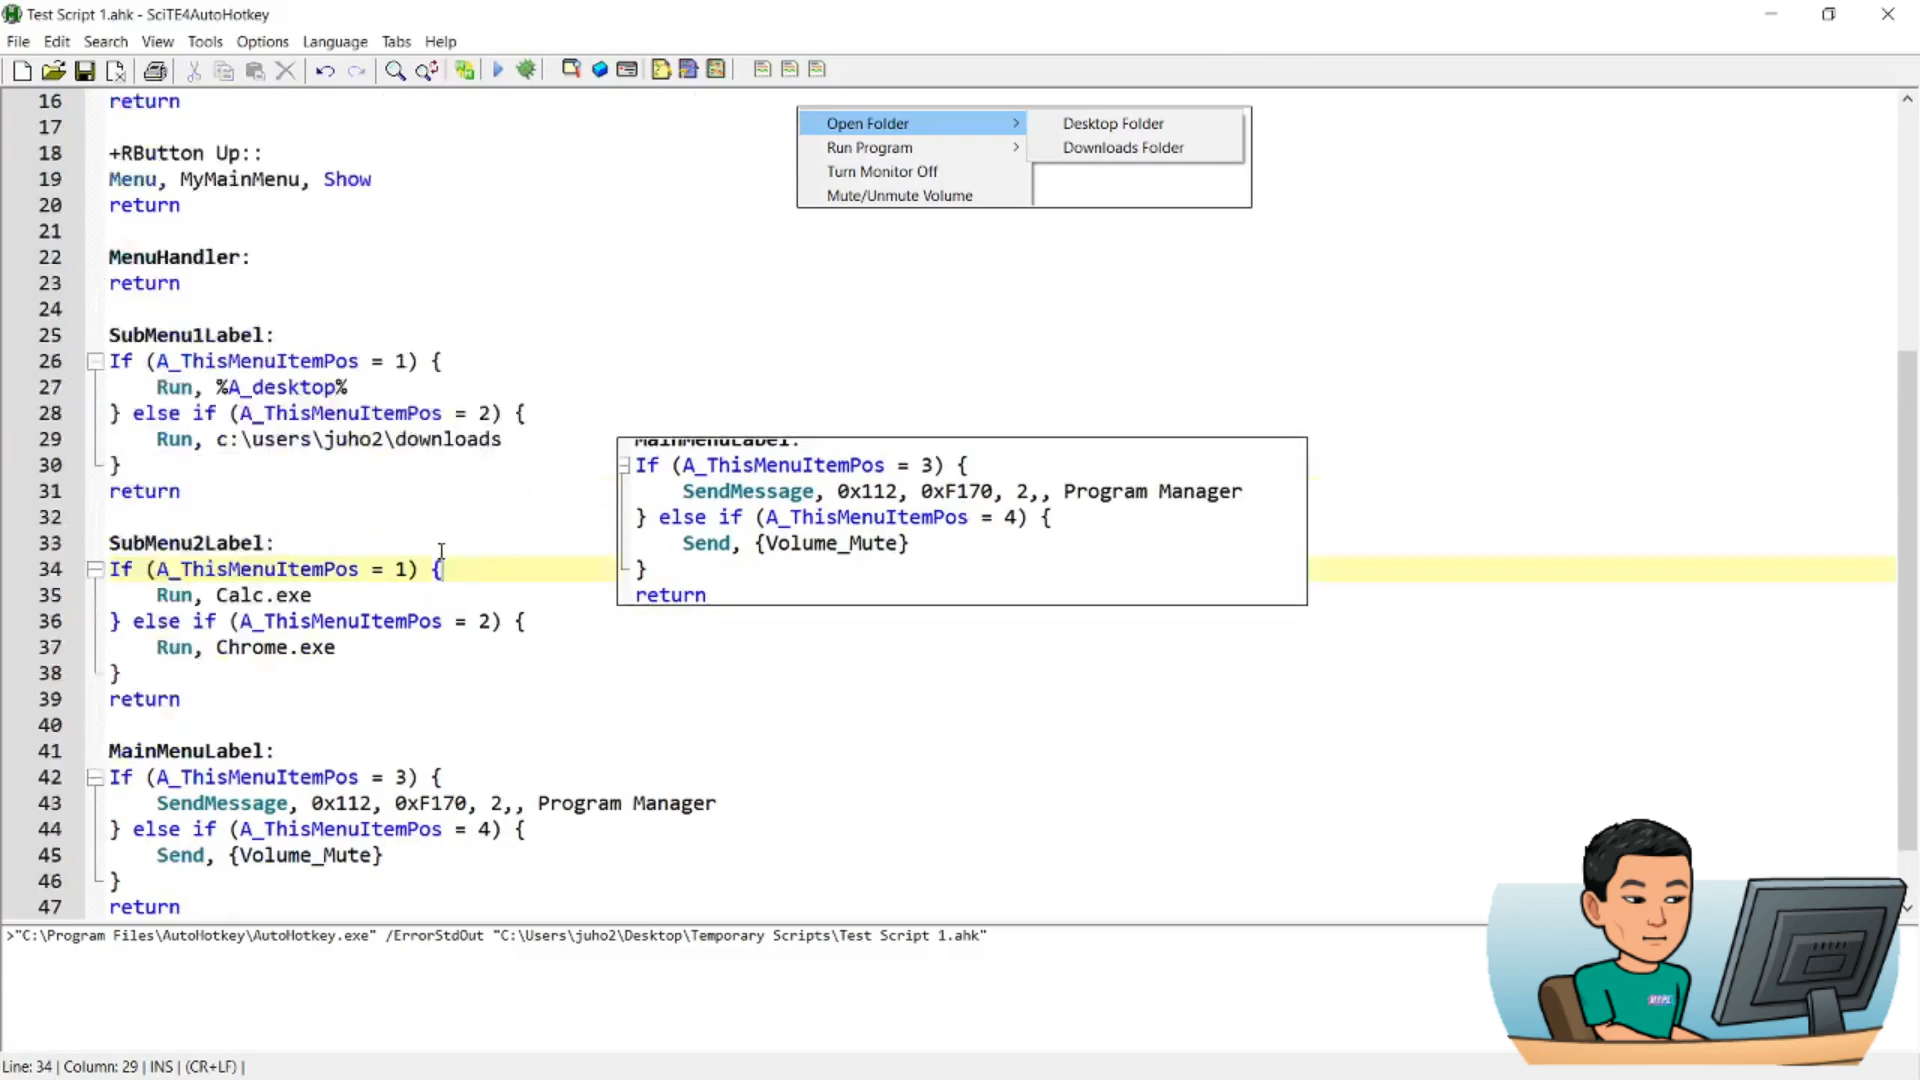 Test Script 1.ahk - SciTE4AutoHotkey
File Edit Search View Tools Options Language Tabs Help
16 return
17
18 +RButton Up::
19 Menu, MyMainMenu, Show
20 return
21
22 MenuHandler:
23 return
24
25 SubMenu1Label:
26 If (A_ThisMenuItemPos = 1) {
27 Run, %A_desktop%
28 } else if (A_ThisMenuItemPos = 2) {
29 Run, c:\users\juho2\downloads
30 }
31 return
32
33 SubMenu2Label:
34 If (A_ThisMenuItemPos = 1) {
35 Run, Calc.exe
36 } else if (A_ThisMenuItemPos = 2) {
37 Run, Chrome.exe
38 }
39 return
40
41 MainMenuLabel:
42 If (A_ThisMenuItemPos = 3) {
43 SendMessage, 0x112, 0xF170, 2,, Program Manager
44 } else if (A_ThisMenuItemPos = 4) {
45 Send, {Volume_Mute}
46 }
47 return
Open Folder
Run Program
Turn Monitor Off
Mute/Unmute Volume
Desktop Folder
Downloads Folder
MainMenuLabel:
If (A_ThisMenuItemPos = 3) {
SendMessage, 0x112, 0xF170, 2,, Program Manager
} else if (A_ThisMenuItemPos = 4) {
Send, {Volume_Mute}
}
return
>"C:\Program Files\AutoHotkey\AutoHotkey.exe" /ErrorStdOut "C:\Users\juho2\Desktop\Temporary Scripts\Test Script 1.ahk"
Line: 34 | Column: 29 | INS | (CR+LF) |